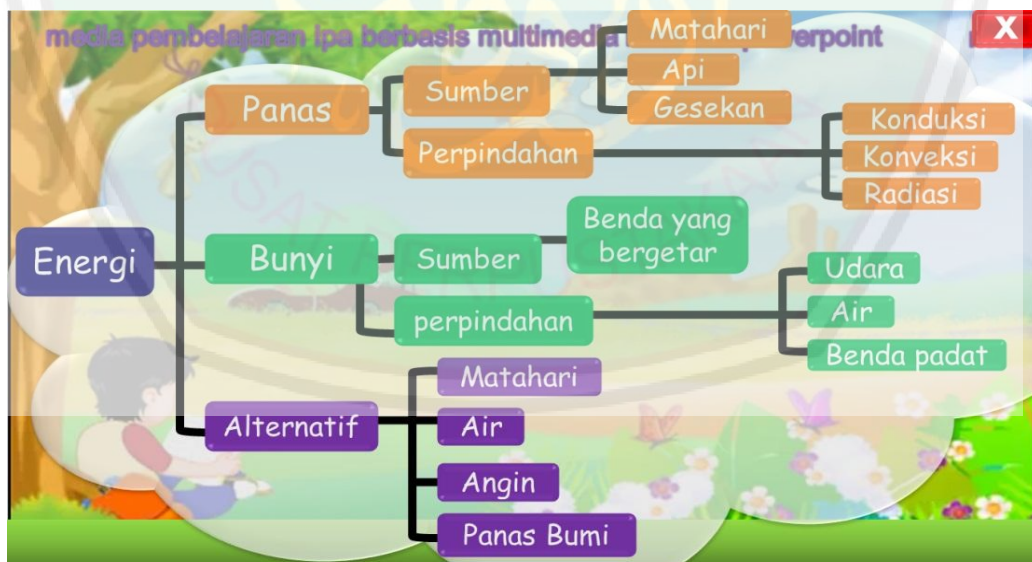 media pembelajaran ipa berbasis multimedia erpoint
X
Energi
Panas
Sumber
Matahari
Api
Gesekan
Perpindahan
Konduksi
Konveksi
Radiasi
Bunyi
Sumber
Benda yang
bergetar
perpindahan
Udara
Air
Benda padat
Alternatif
Matahari
Air
Angin
Panas Bumi